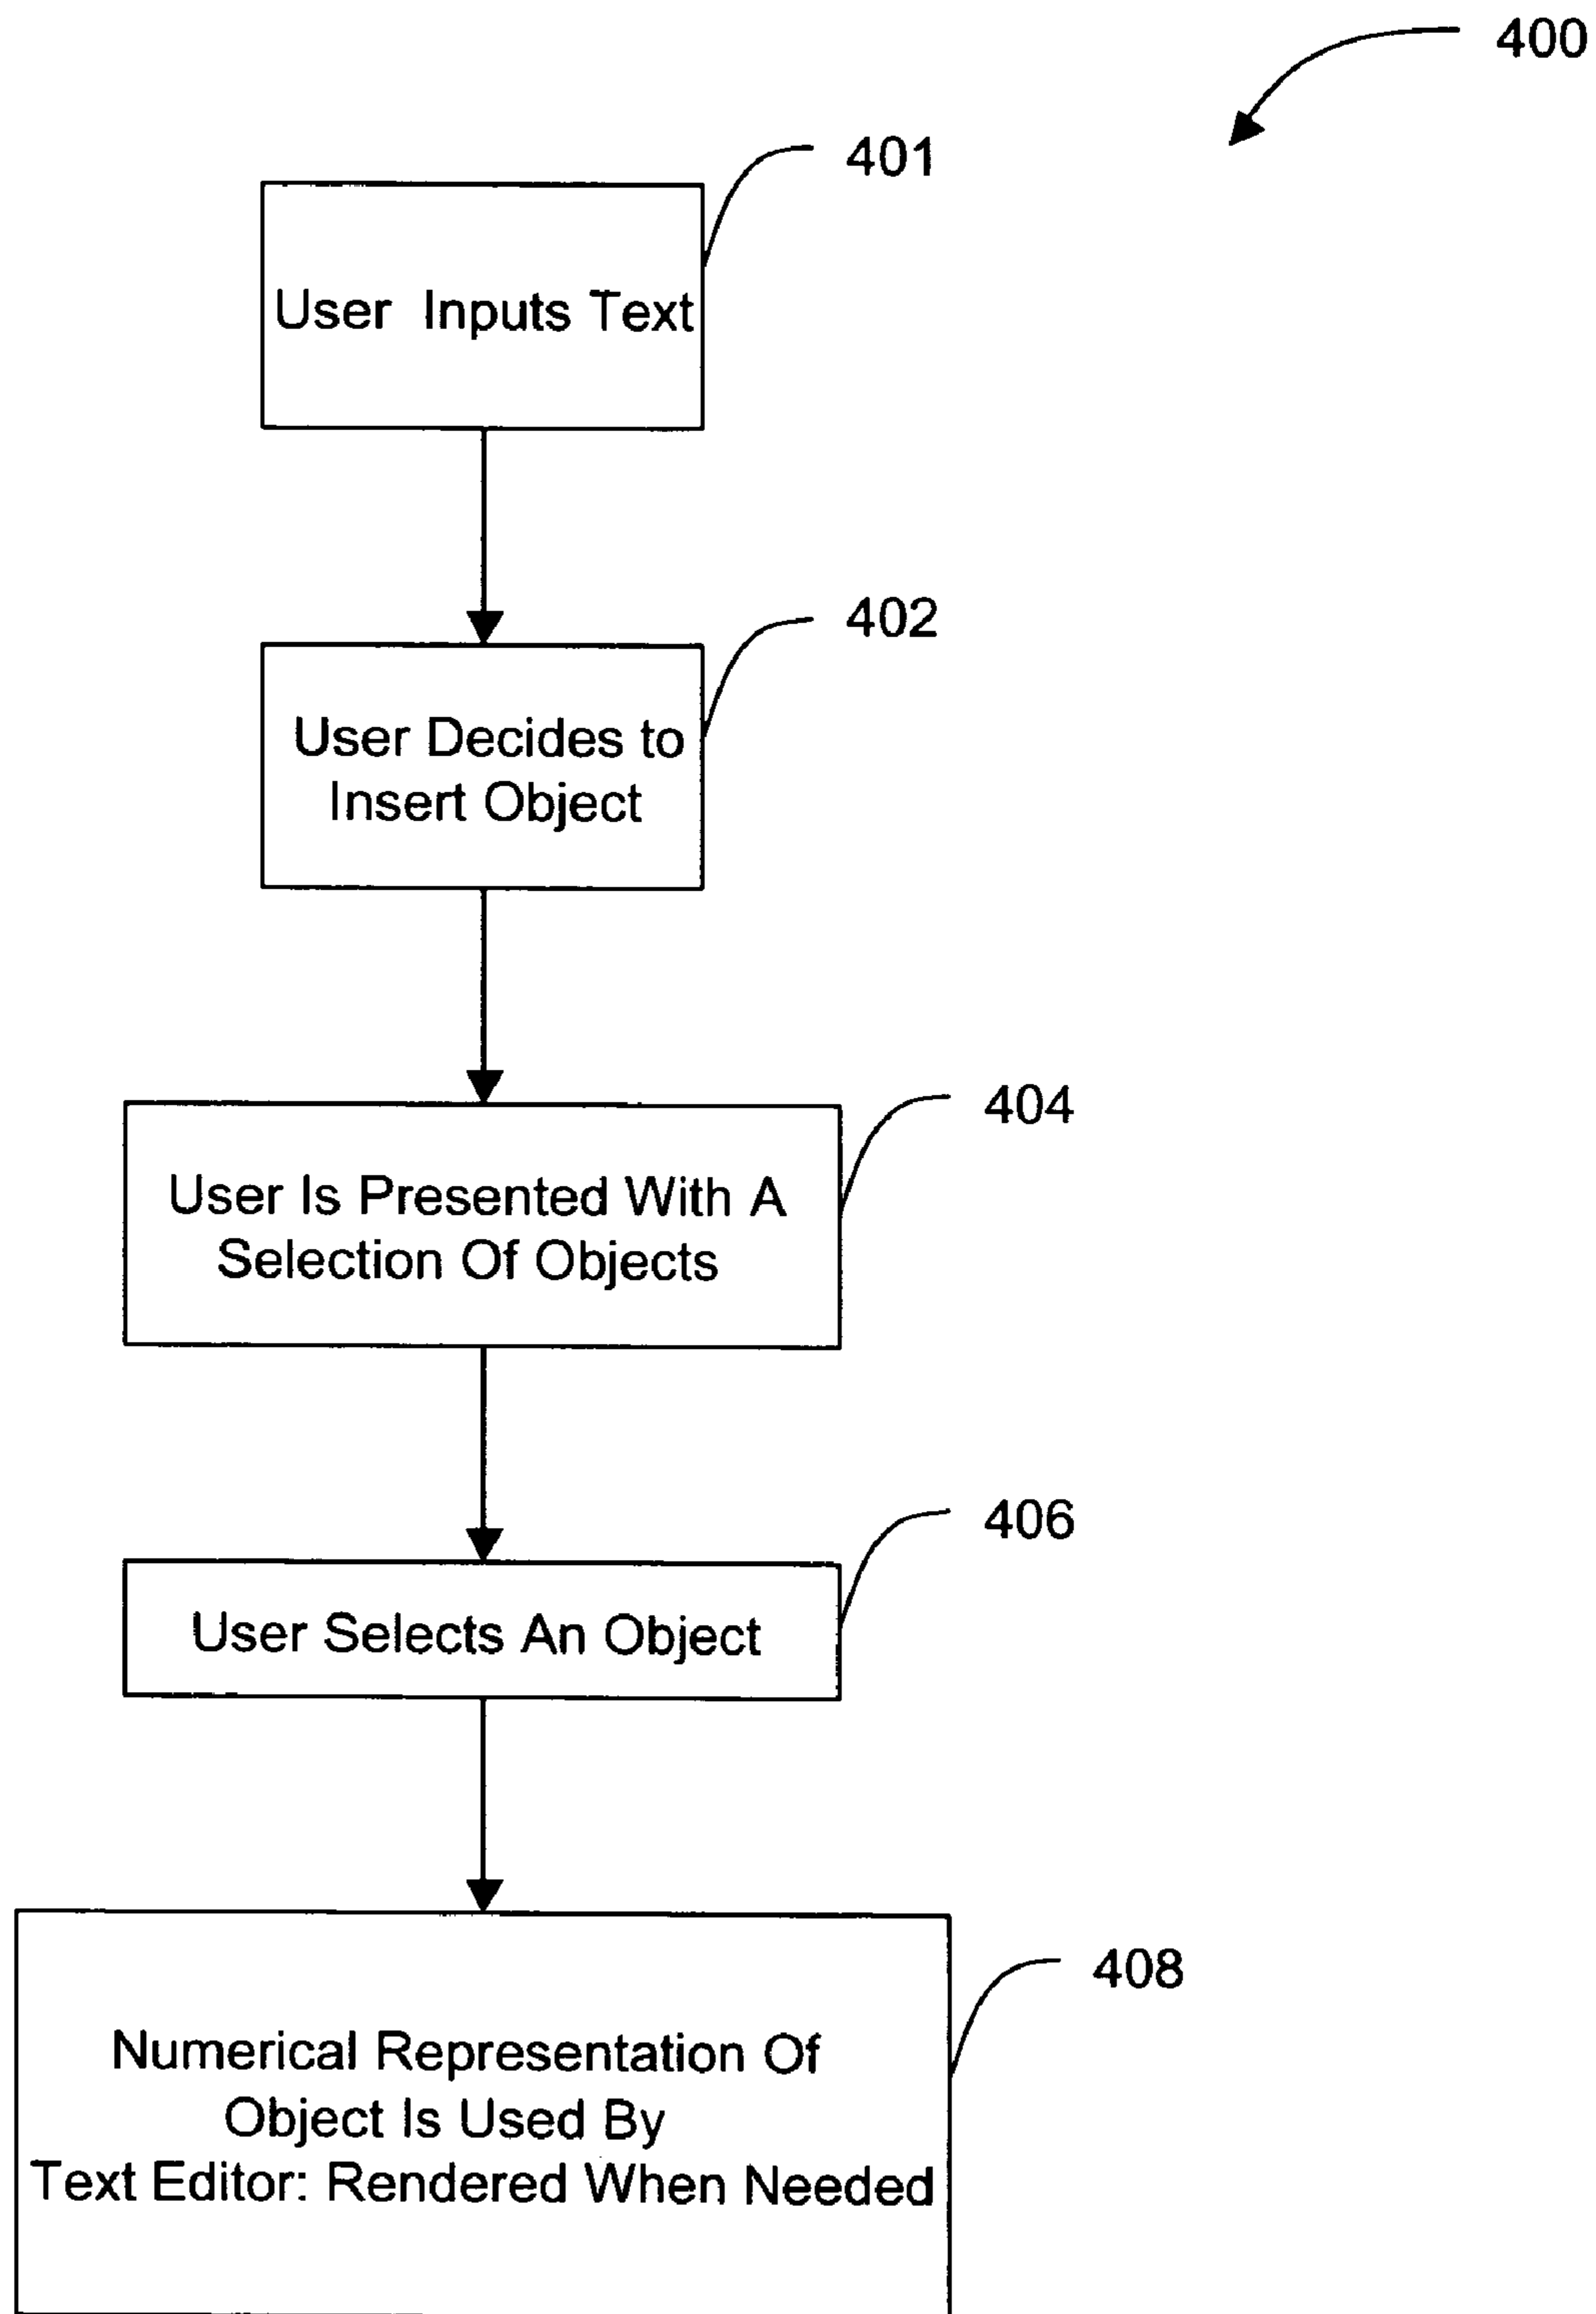 400
401
User Inputs Text
402
User Decides to
Insert Object
404
User Is Presented With A
Selection Of Objects
406
User Selects An Object
408
Numerical Representation Of
Object Is Used By
Text Editor: Rendered When Needed